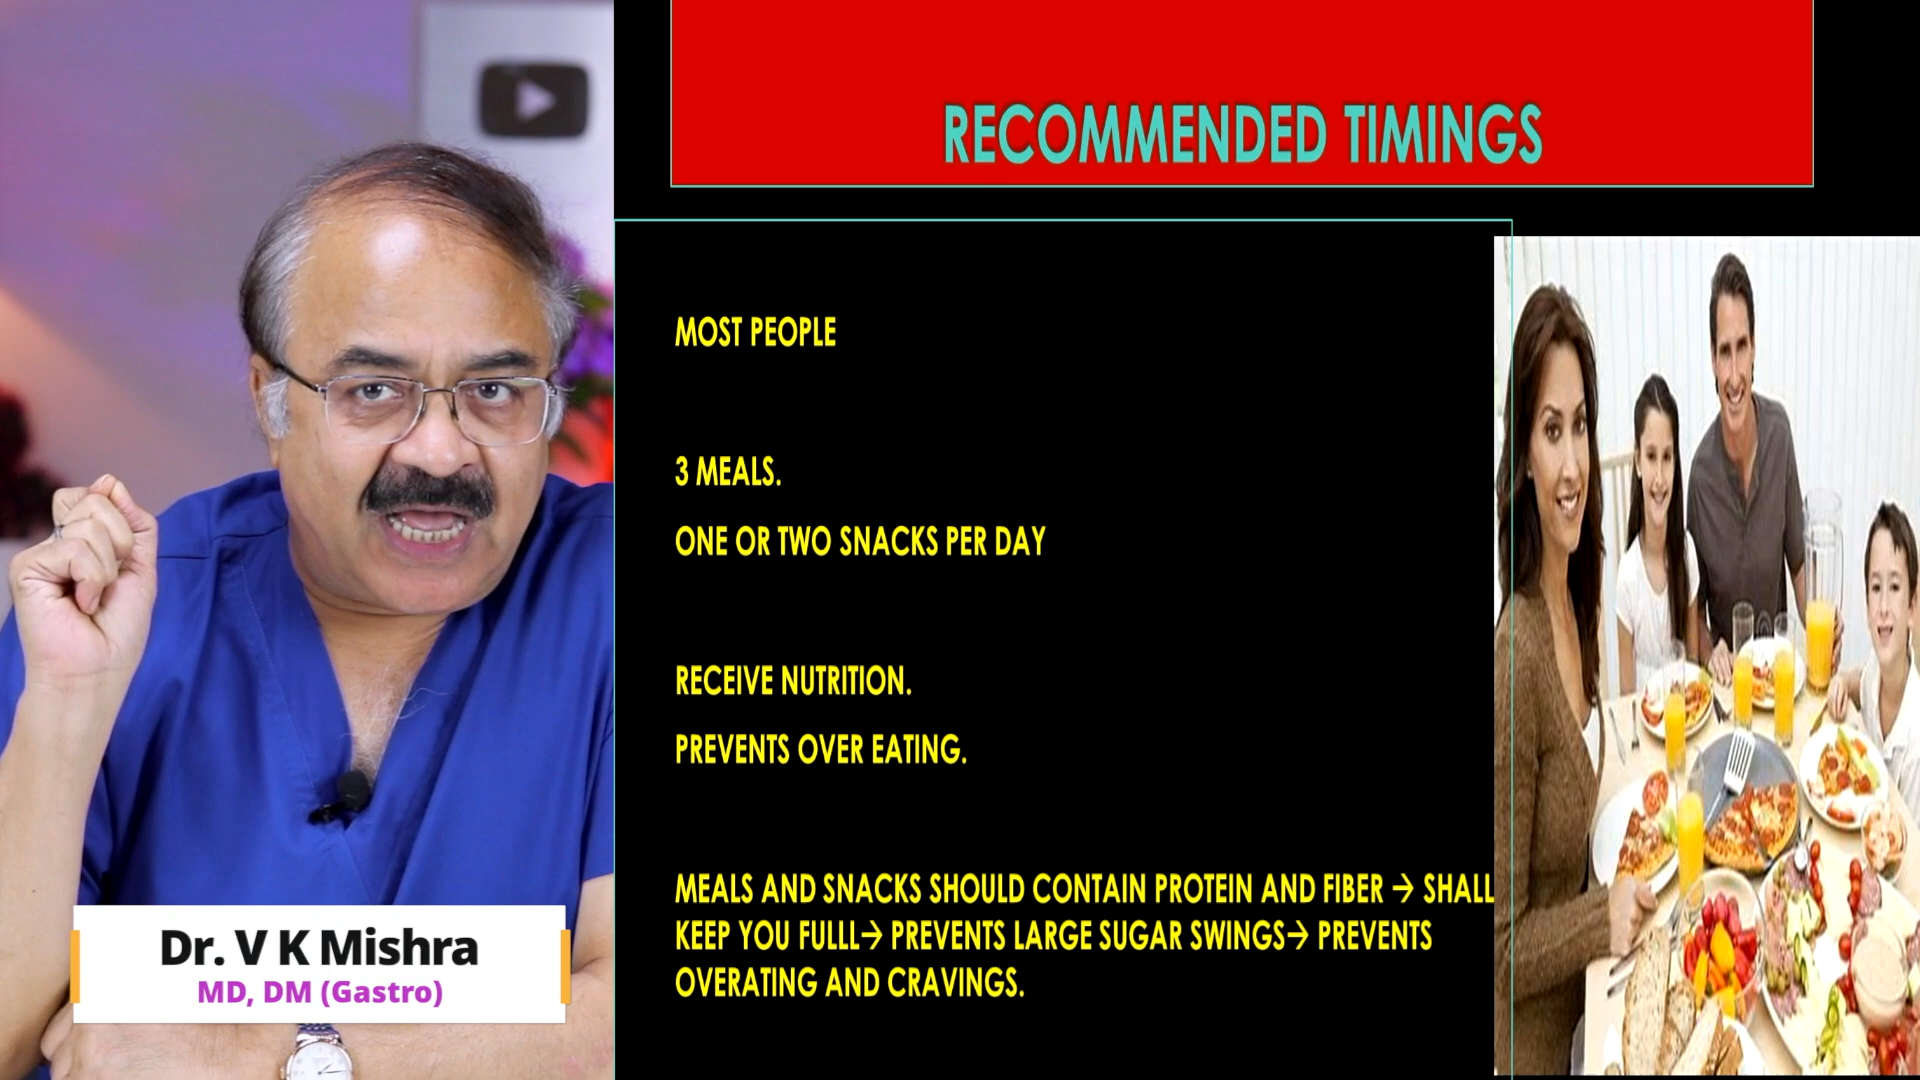 RECOMMENDED TIMINGS
MOST PEOPLE
3 MEALS.
ONE OR TWO SNACKS PER DAY
RECEIVE NUTRITION.
PREVENTS OVER EATING.
MEALS AND SNACKS SHOULD CONTAIN PROTEIN AND FIBER → SHALL
KEEP YOU FULLL→ PREVENTS LARGE SUGAR SWINGS→ PREVENTS
OVERATING AND CRAVINGS.
Dr. V K Mishra
MD, DM (Gastro)